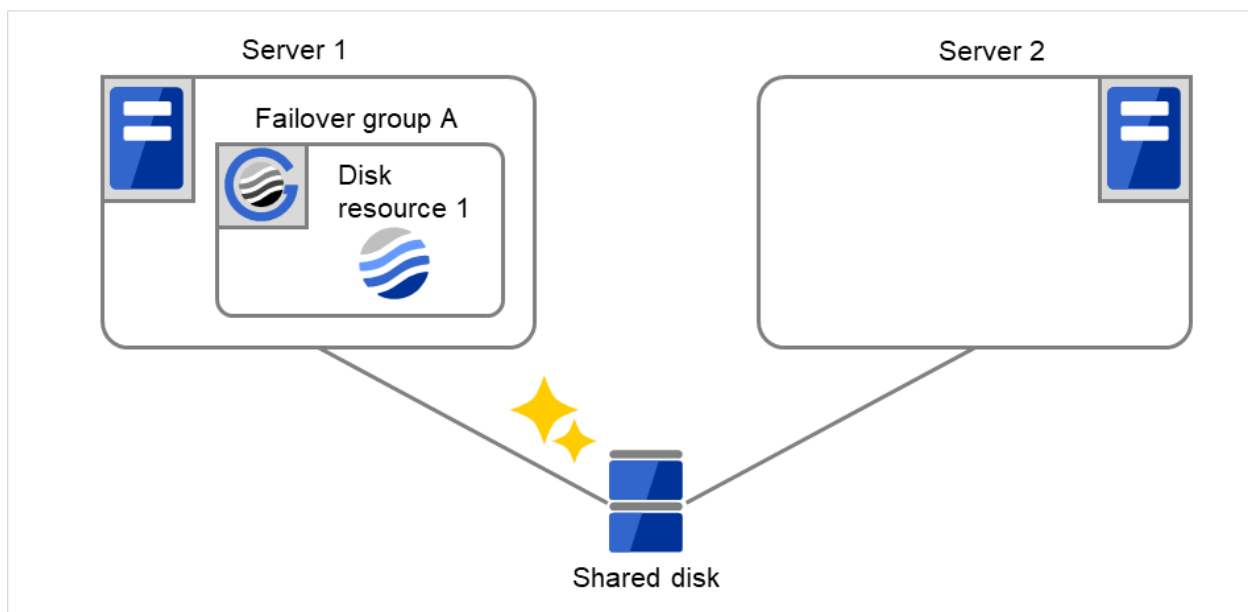 Server 1
Server 2
Failover group A
Disk
resource 1
Shared disk